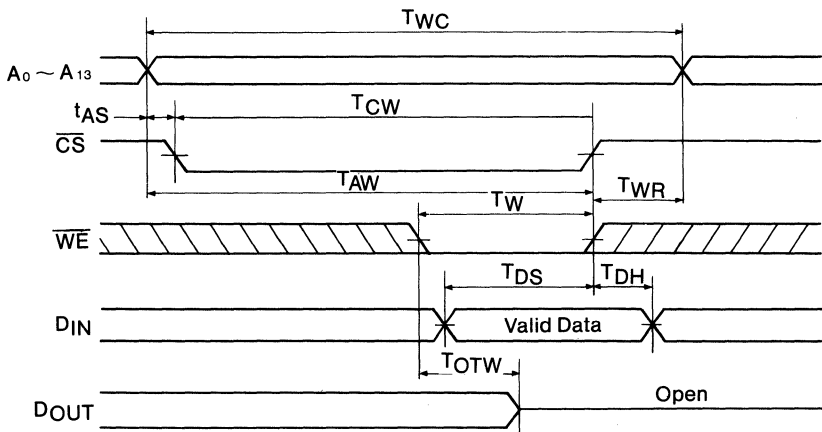 TWC
A0 ~ A13
tAS
TCW
CS
TAW
TW
TWR
WE
TDS
TDH
DIN
Valid Data
TOTW
DOUT
Open